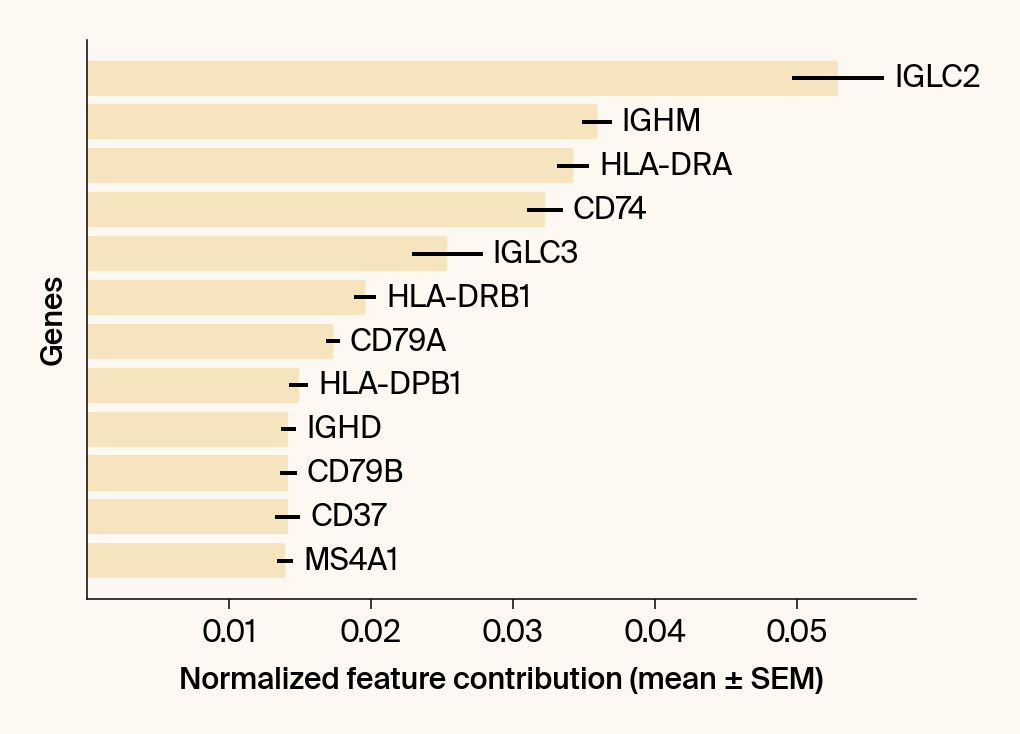 IGLC2
IGHM
HLA-DRA
CD74
IGLC3
HLA-DRB1
CD79A
HLA-DPB1
IGHD
CD79B
CD37
MS4A1
Genes
0.01 0.02 0.03 0.04 0.05
Normalized feature contribution (mean ± SEM)